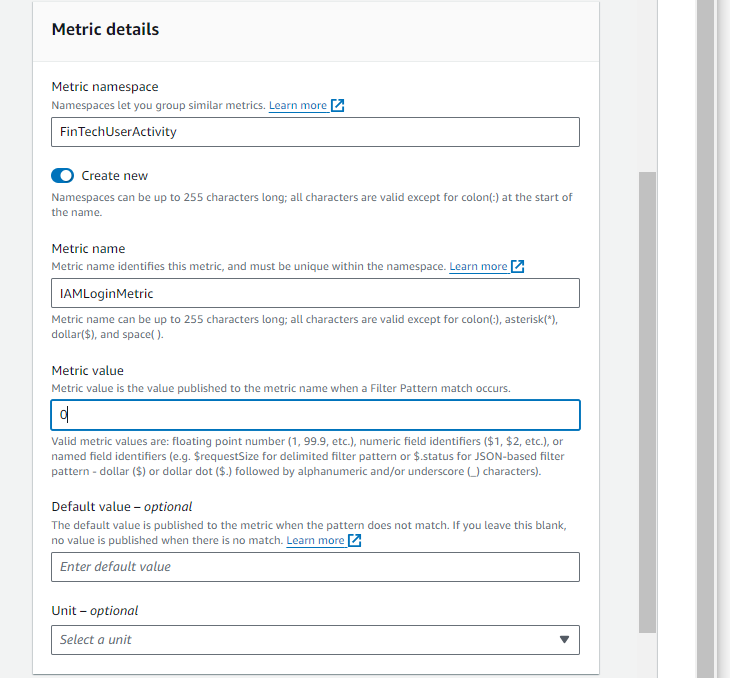 Metric details
Metric namespace
Namespaces let you group similar metrics. Learn more
FinTechUserActivity
Create new
Namespaces can be up to 255 characters long; all characters are valid except for colon(:) at the start of
the name.
Metric name
Metric name identifies this metric, and must be unique within the namespace. Learn more
IAMLoginMetric
Metric name can be up to 255 characters long; all characters are valid except for colon(:), asterisk(*),
dollar($), and space( ).
Metric value
Metric value is the value published to the metric name when a Filter Pattern match occurs.
0
Valid metric values are: floating point number (1, 99.9, etc.), numeric field identifiers ($1, $2, etc.), or
named field identifiers (e.g. $requestSize for delimited filter pattern or $.status for JSON-based filter
pattern - dollar ($) or dollar dot ($.) followed by alphanumeric and/or underscore (_) characters).
Default value – optional
The default value is published to the metric when the pattern does not match. If you leave this blank,
no value is published when there is no match. Learn more
Enter default value
Unit – optional
Select a unit